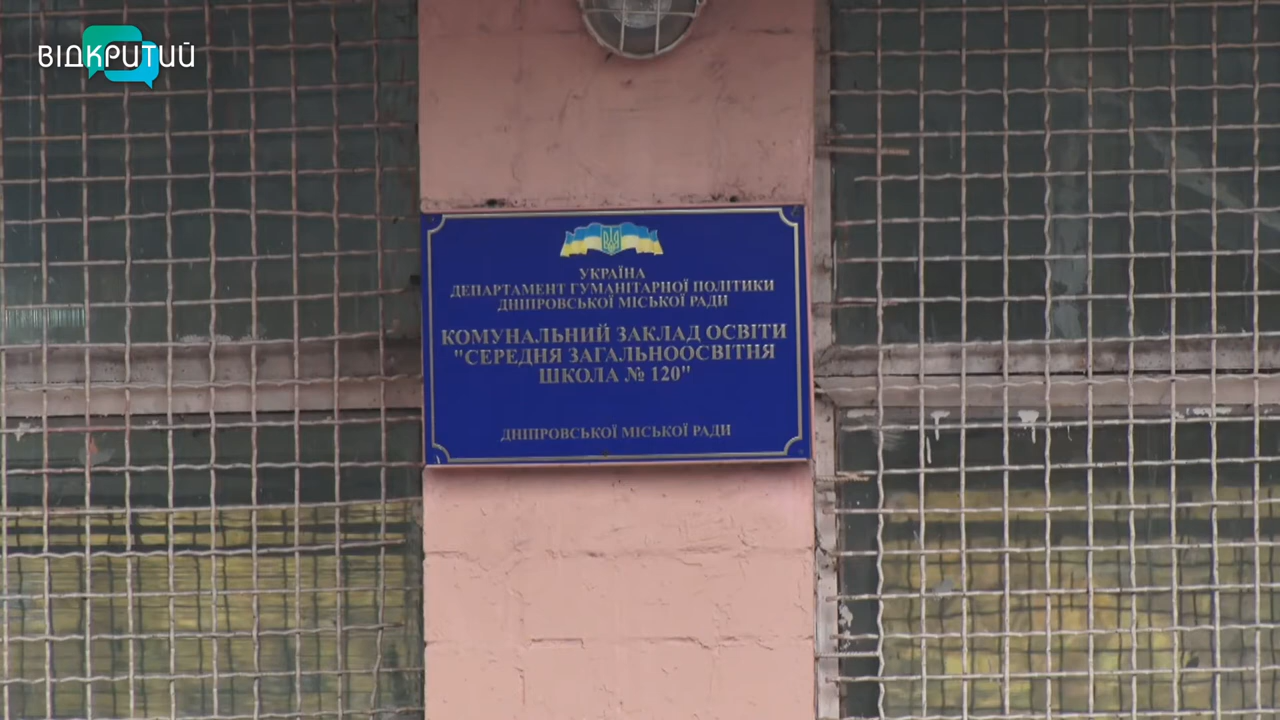 ВІДКРИТИЙ
УКРАЇНА
ДЕПАРТАМЕНТ ГУМАНІТАРНОЇ ПОЛІТИКИ
ДНІПРОВСЬКОЇ МІСЬКОЇ РАДИ
КОМУНАЛЬНИЙ ЗАКЛАД ОСВІТИ
"СЕРЕДНЯ ЗАГАЛЬНООСВІТНЯ
ШКОЛА № 120"
ДНІПРОВСЬКОЇ МІСЬКОЇ РАДИ